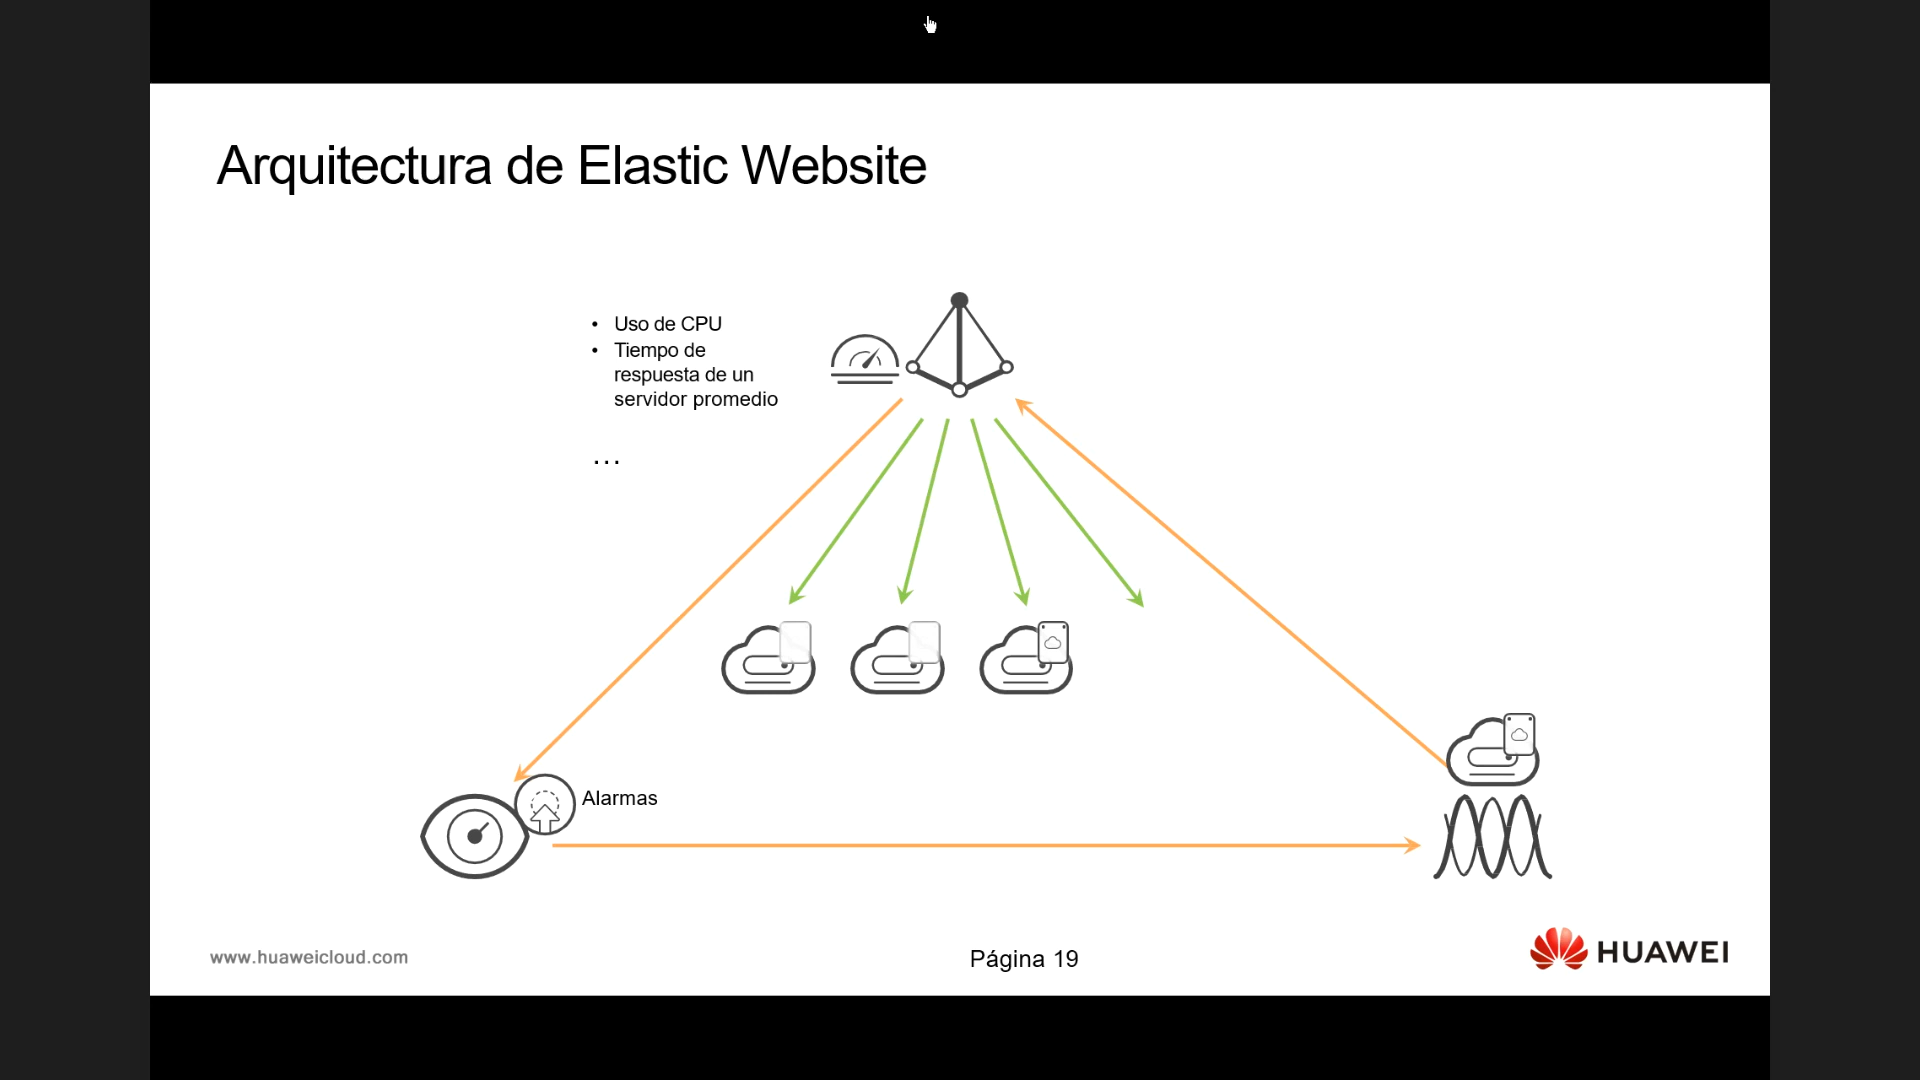 Arquitectura de Elastic Website
• Uso de CPU
• Tiempo de
respuesta de un
servidor promedio
...
Alarmas
www.huaweicloud.com
Página 19
HUAWEI